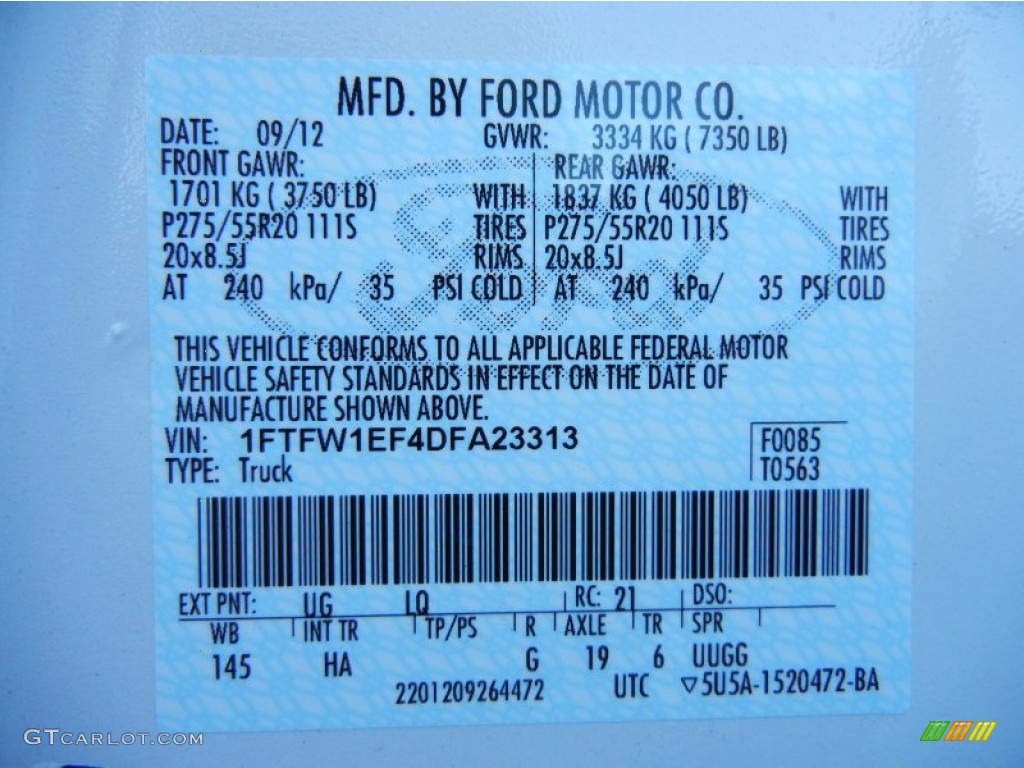 MFD. BY FORD MOTOR CO.
DATE: 09/12 GVWR: 3334 KG ( 7350 LB)
FRONT GAWR: REAR GAWR:
1701 KG ( 3750 LB) WITH 1837 KG ( 4050 LB) WITH
P275/55R20 111S TIRES P275/55R20 111S TIRES
20x8.5J RIMS 20x8.5J RIMS
AT 240 kPa/ 35 PSI COLD AT 240 kPa/ 35 PSI COLD
THIS VEHICLE CONFORMS TO ALL APPLICABLE FEDERAL MOTOR
VEHICLE SAFETY STANDARDS IN EFFECT ON THE DATE OF
MANUFACTURE SHOWN ABOVE.
VIN: 1FTFW1EF4DFA23313 F0085
TYPE: Truck T0563
EXT PNT: UG LQ RC: 21 DSO:
WB INT TR TP/PS R AXLE TR SPR
145 HA G 19 6 UUGG
2201209264472 UTC ▽5U5A-1520472-BA
GTCARLOT.COM